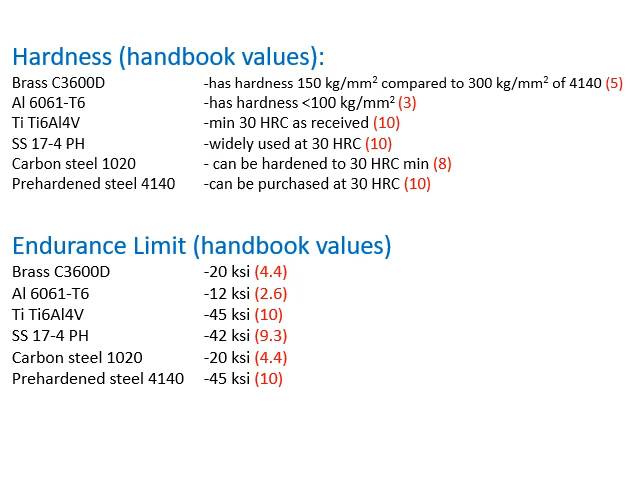 Hardness (handbook values):
Brass C3600D -has hardness 150 kg/mm² compared to 300 kg/mm² of 4140 (5)
Al 6061-T6 -has hardness <100 kg/mm² (3)
Ti Ti6Al4V -min 30 HRC as received (10)
SS 17-4 PH -widely used at 30 HRC (10)
Carbon steel 1020 - can be hardened to 30 HRC min (8)
Prehardened steel 4140 -can be purchased at 30 HRC (10)
Endurance Limit (handbook values)
Brass C3600D -20 ksi (4.4)
Al 6061-T6 -12 ksi (2.6)
Ti Ti6Al4V -45 ksi (10)
SS 17-4 PH -42 ksi (9.3)
Carbon steel 1020 -20 ksi (4.4)
Prehardened steel 4140 -45 ksi (10)